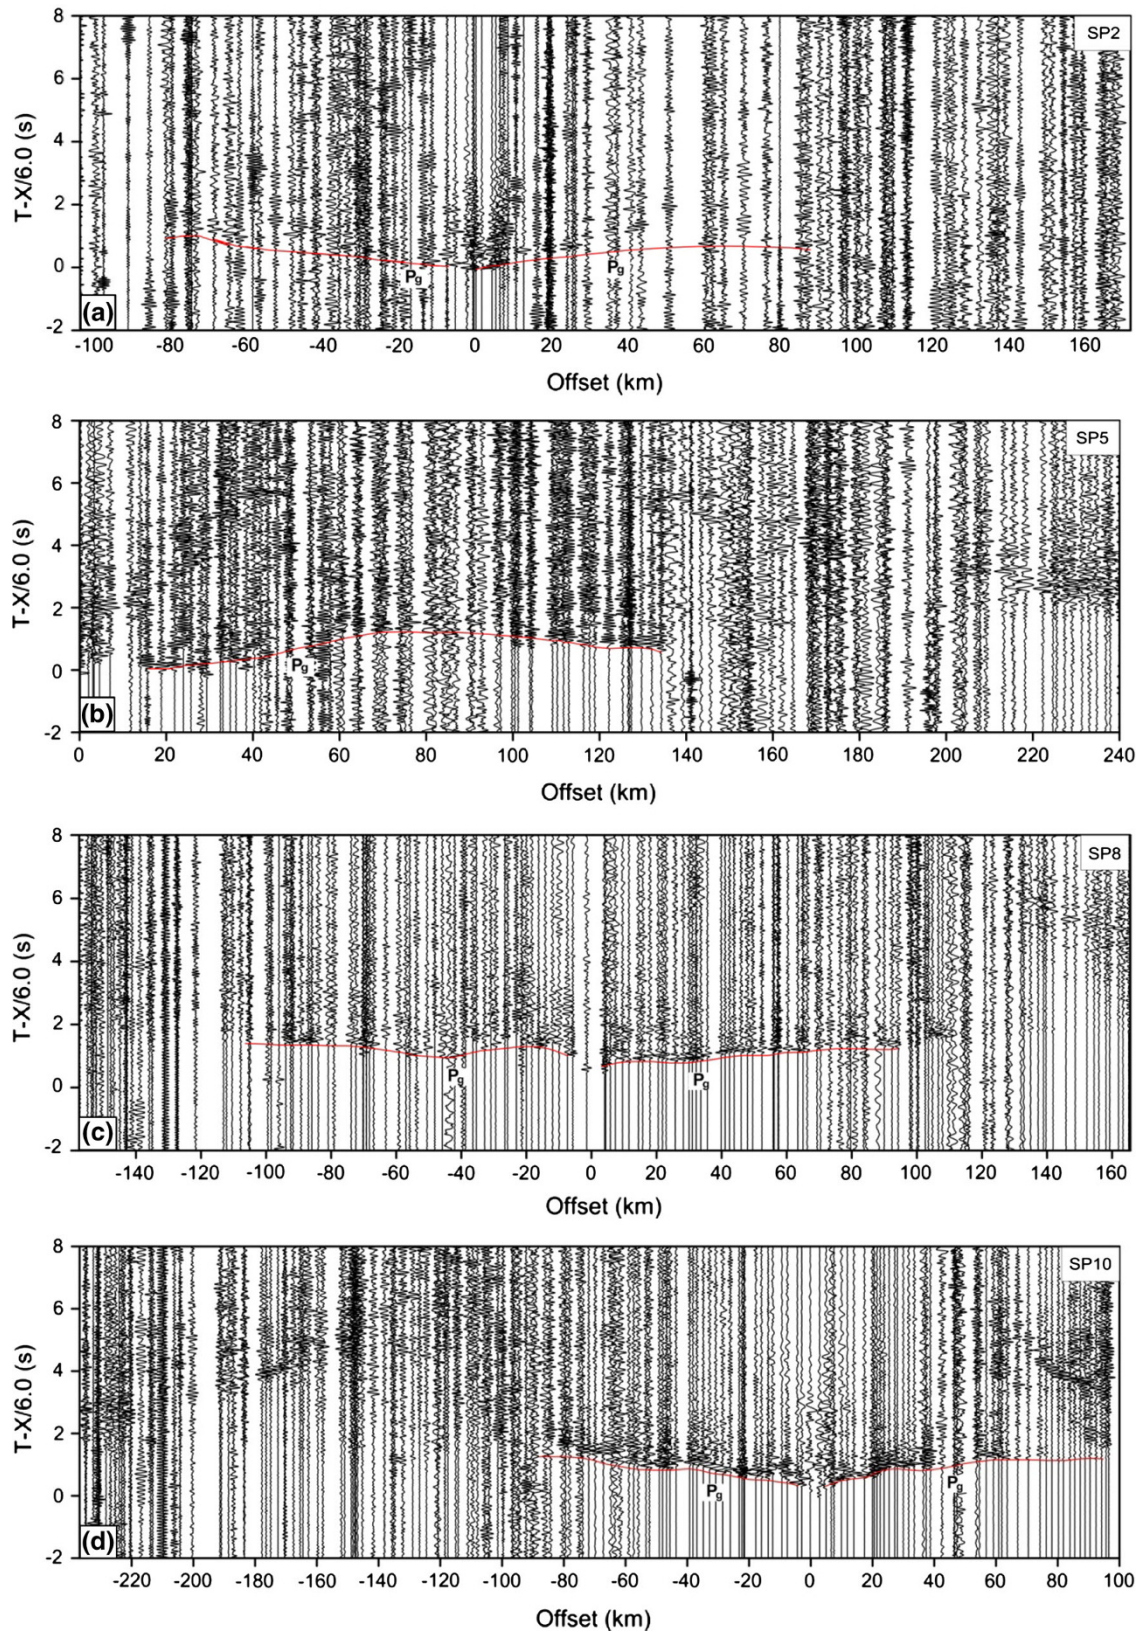 8
SP2
6
4
2
0
-2
T-X/6.0 (s)
Pg
Pg
(a)
-100 -80 -60 -40 -20 0 20 40 60 80 100 120 140 160
Offset (km)
8
SP5
6
4
2
0
-2
T-X/6.0 (s)
Pg
(b)
0 20 40 60 80 100 120 140 160 180 200 220 240
Offset (km)
8
SP8
6
4
2
0
-2
T-X/6.0 (s)
Pg
Pg
(c)
-140 -120 -100 -80 -60 -40 -20 0 20 40 60 80 100 120 140 160
Offset (km)
8
SP10
6
4
2
0
-2
T-X/6.0 (s)
Pg
Pg
(d)
-220 -200 -180 -160 -140 -120 -100 -80 -60 -40 -20 0 20 40 60 80 100
Offset (km)